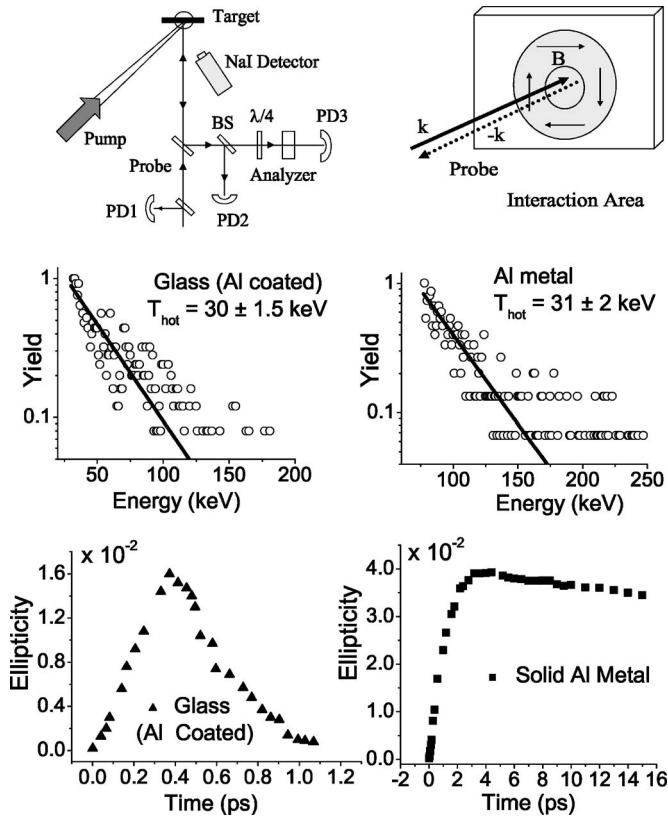 Target
NaI Detector
Pump
BS
λ/4
PD3
Probe
Analyzer
PD1
PD2
B
k
-k
Probe
Interaction Area
Glass (Al coated)
T hot = 30 ± 1.5 keV
Yield
1
0.1
50 100 150 200
Energy (keV)
Al metal
T hot = 31 ± 2 keV
Yield
1
0.1
100 150 200 250
Energy (keV)
x 10-2
Ellipticity
1.6
1.2
0.8
0.4
0.0
Glass
(Al Coated)
0.0 0.2 0.4 0.6 0.8 1.0 1.2
Time (ps)
x 10-2
Ellipticity
4.0
3.0
2.0
1.0
0.0
Solid Al Metal
-2 0 2 4 6 8 10 12 14 16
Time (ps)